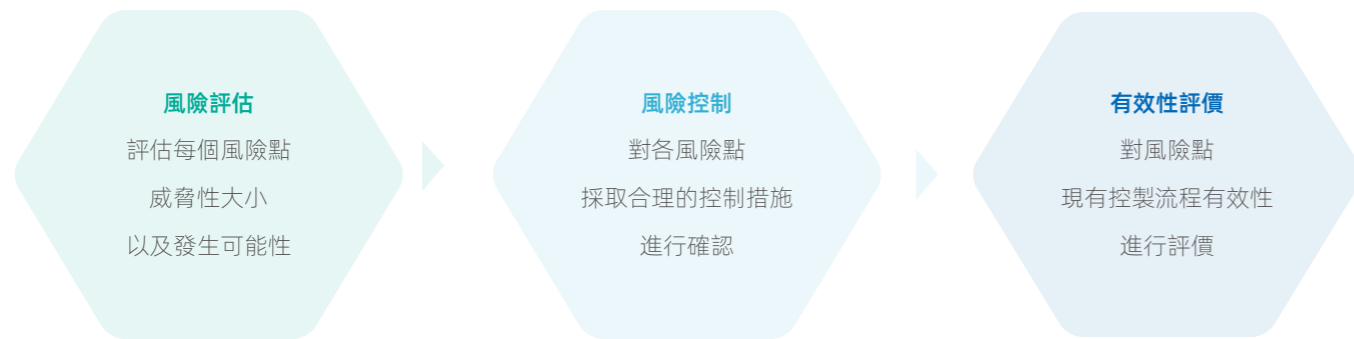 風險評估
評估每個風險點
威脅性大小
以及發生可能性
風險控制
對各風險點
採取合理的控制措施
進行確認
有效性評價
對風險點
現有控製流程有效性
進行評價